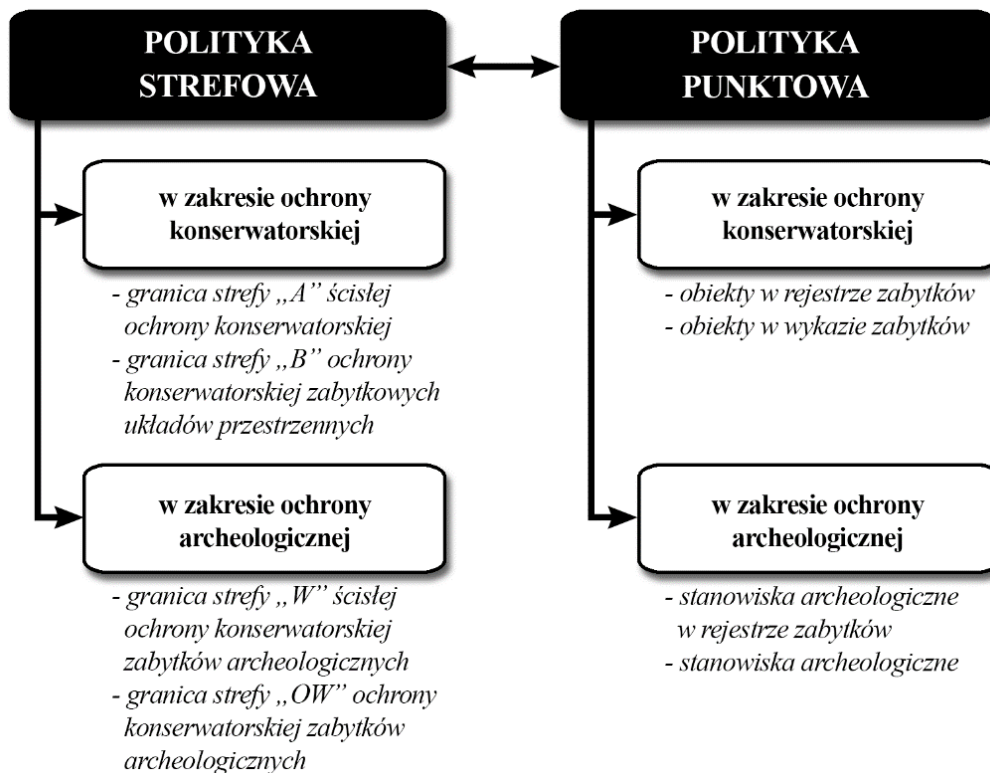 POLITYKA
STREFOWA
w zakresie ochrony
konserwatorskiej
- granica strefy „A” ścisłej
ochrony konserwatorskiej
- granica strefy „B” ochrony
konserwatorskiej zabytkowych
układów przestrzennych
w zakresie ochrony
archeologicznej
- granica strefy „W” ścisłej
ochrony konserwatorskiej
zabytków archeologicznych
- granica strefy „OW” ochrony
konserwatorskiej zabytków
archeologicznych
POLITYKA
PUNKTOWA
w zakresie ochrony
konserwatorskiej
- obiekty w rejestrze zabytków
- obiekty w wykazie zabytków
w zakresie ochrony
archeologicznej
- stanowiska archeologiczne
w rejestrze zabytków
- stanowiska archeologiczne